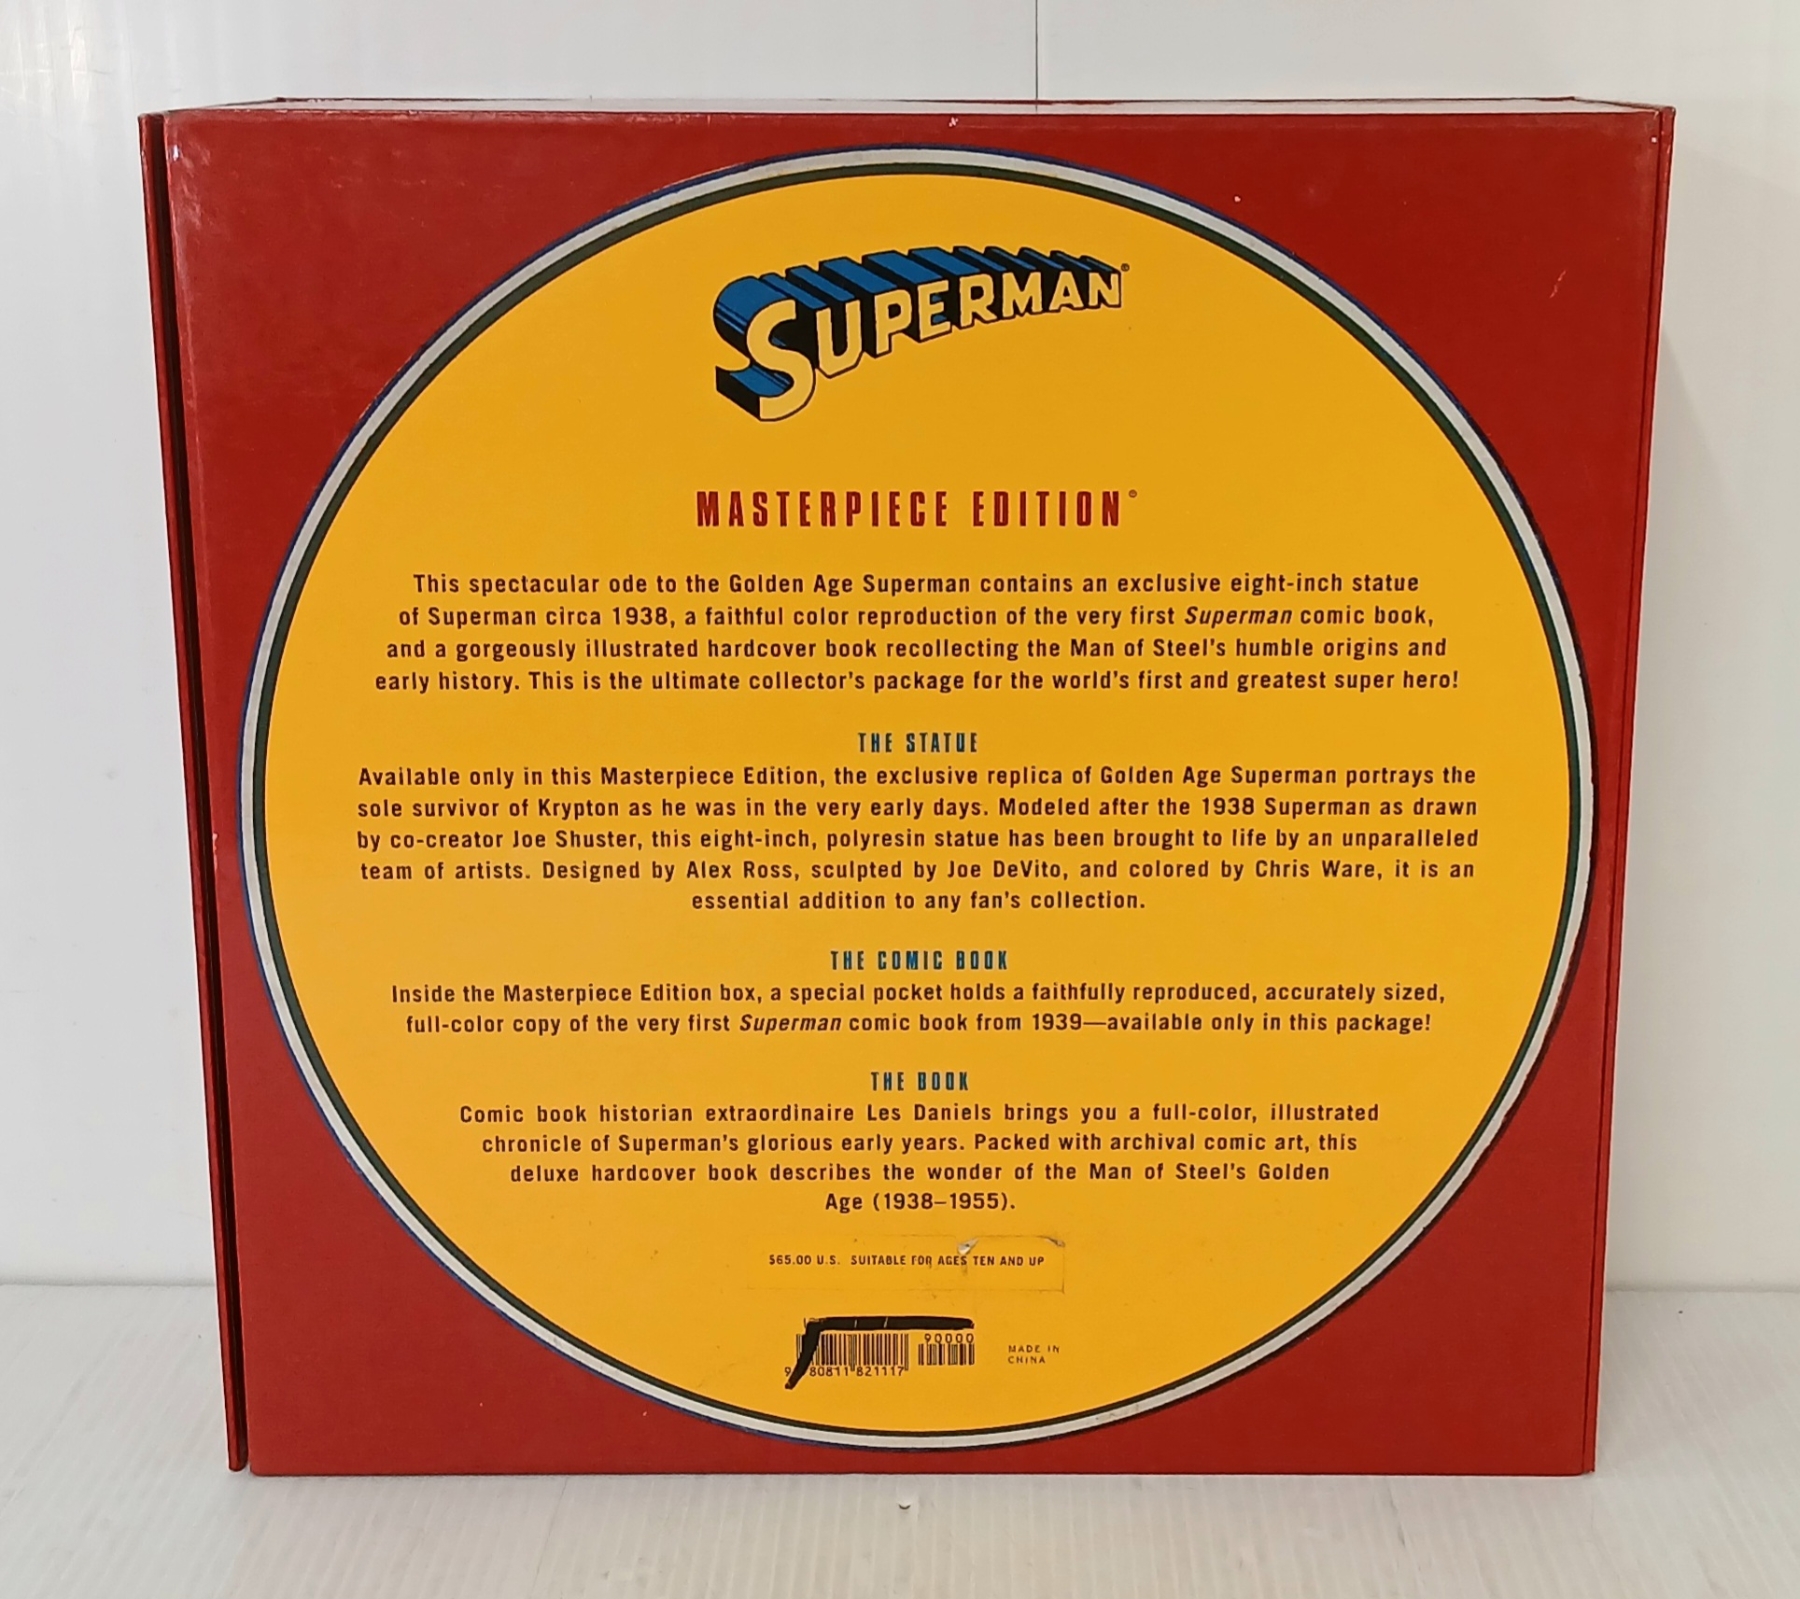 SUPERMAN®
MASTERPIECE EDITION®
This spectacular ode to the Golden Age Superman contains an exclusive eight-inch statue
of Superman circa 1938, a faithful color reproduction of the very first Superman comic book,
and a gorgeously illustrated hardcover book recollecting the Man of Steel's humble origins and
early history. This is the ultimate collector's package for the world's first and greatest super hero!
THE STATUE
Available only in this Masterpiece Edition, the exclusive replica of Golden Age Superman portrays the
sole survivor of Krypton as he was in the very early days. Modeled after the 1938 Superman as drawn
by co-creator Joe Shuster, this eight-inch, polyresin statue has been brought to life by an unparalleled
team of artists. Designed by Alex Ross, sculpted by Joe DeVito, and colored by Chris Ware, it is an
essential addition to any fan's collection.
THE COMIC BOOK
Inside the Masterpiece Edition box, a special pocket holds a faithfully reproduced, accurately sized,
full-color copy of the very first Superman comic book from 1939—available only in this package!
THE BOOK
Comic book historian extraordinaire Les Daniels brings you a full-color, illustrated
chronicle of Superman's glorious early years. Packed with archival comic art, this
deluxe hardcover book describes the wonder of the Man of Steel's Golden
Age (1938–1955).
$65.00 U.S. SUITABLE FOR AGES TEN AND UP
90000
9 80811 821117
MADE IN
CHINA